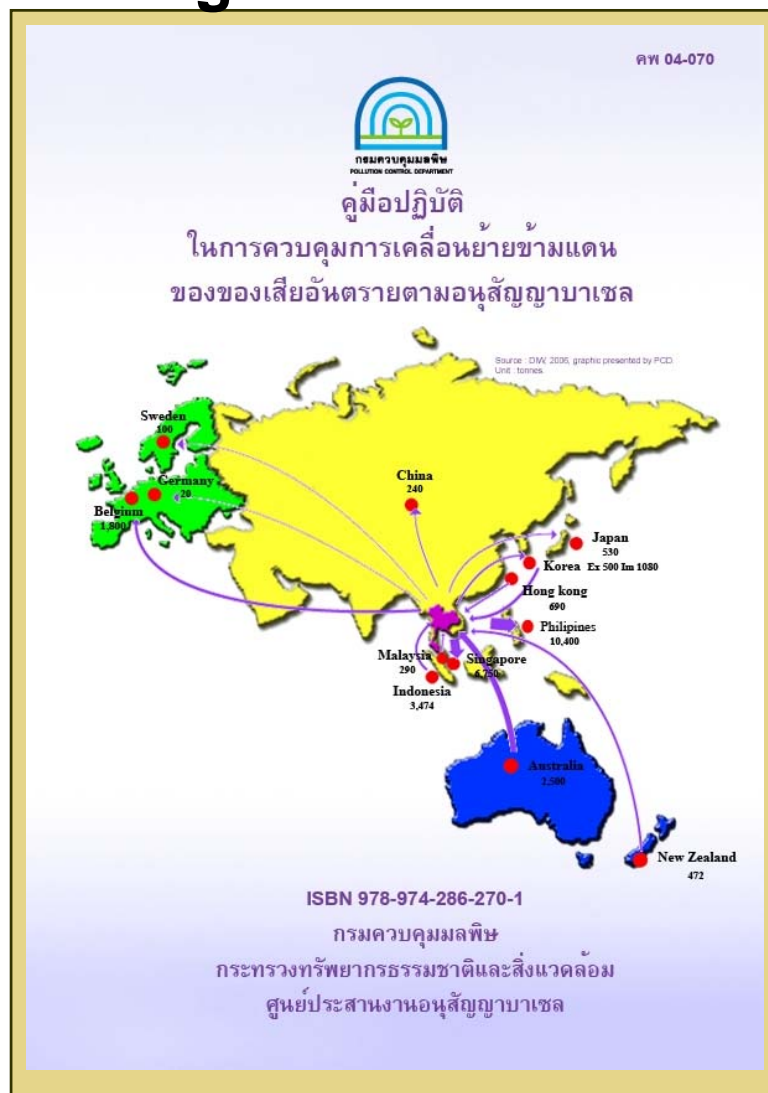 คพ 04-070
กรมควบคุมมลพิษ
POLLUTION CONTROL DEPARTMENT
คู่มือปฏิบัติ
ในการควบคุมการเคลื่อนย้ายข้ามแดน
ของของเสียอันตรายตามอนุสัญญาบาเซล
Source : DIW, 2006, graphic presented by PCD.
Unit : tonnes
Sweden
100
Germany
20
Belgium
1,800
China
240
Japan
530
Korea Ex 500 Im 1080
Hong kong
690
Philipines
10,400
Malaysia
290
Singapore
6,750
Indonesia
3,474
Australia
2,500
New Zealand
472
ISBN 978-974-286-270-1
กรมควบคุมมลพิษ
กระทรวงทรัพยากรธรรมชาติและสิ่งแวดล้อม
ศูนย์ประสานงานอนุสัญญาบาเซล